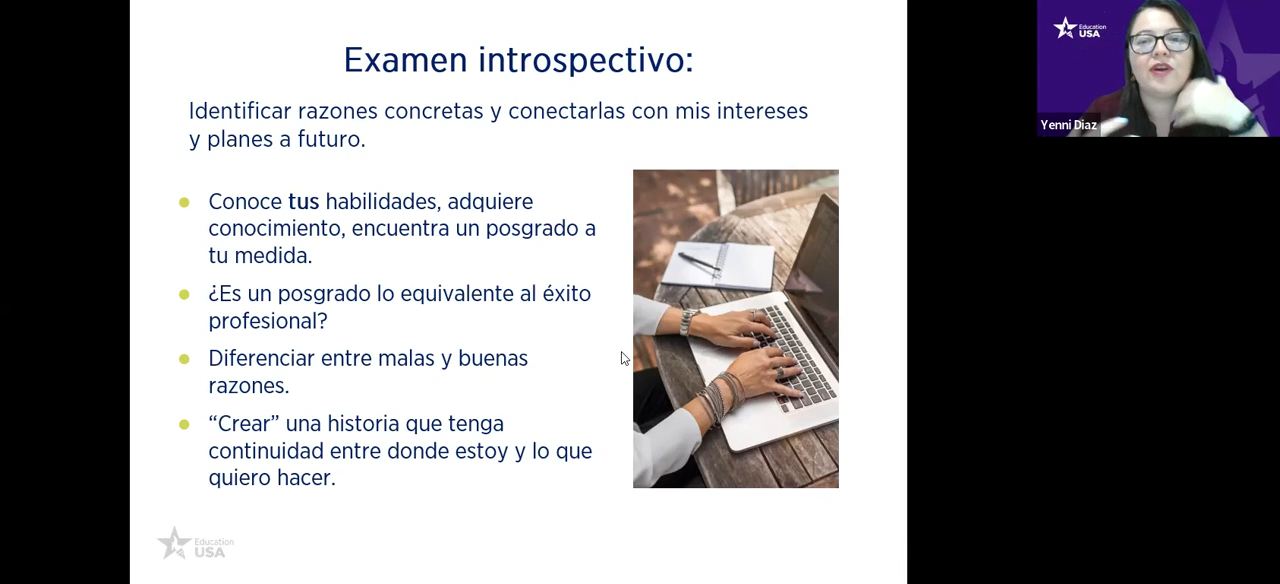 Examen introspectivo:
Identificar razones concretas y conectarlas con mis intereses
y planes a futuro.
Conoce tus habilidades, adquiere
conocimiento, encuentra un posgrado a
tu medida.
¿Es un posgrado lo equivalente al éxito
profesional?
Diferenciar entre malas y buenas
razones.
“Crear” una historia que tenga
continuidad entre donde estoy y lo que
quiero hacer.
Education
USA
Education
USA
Yenni Diaz